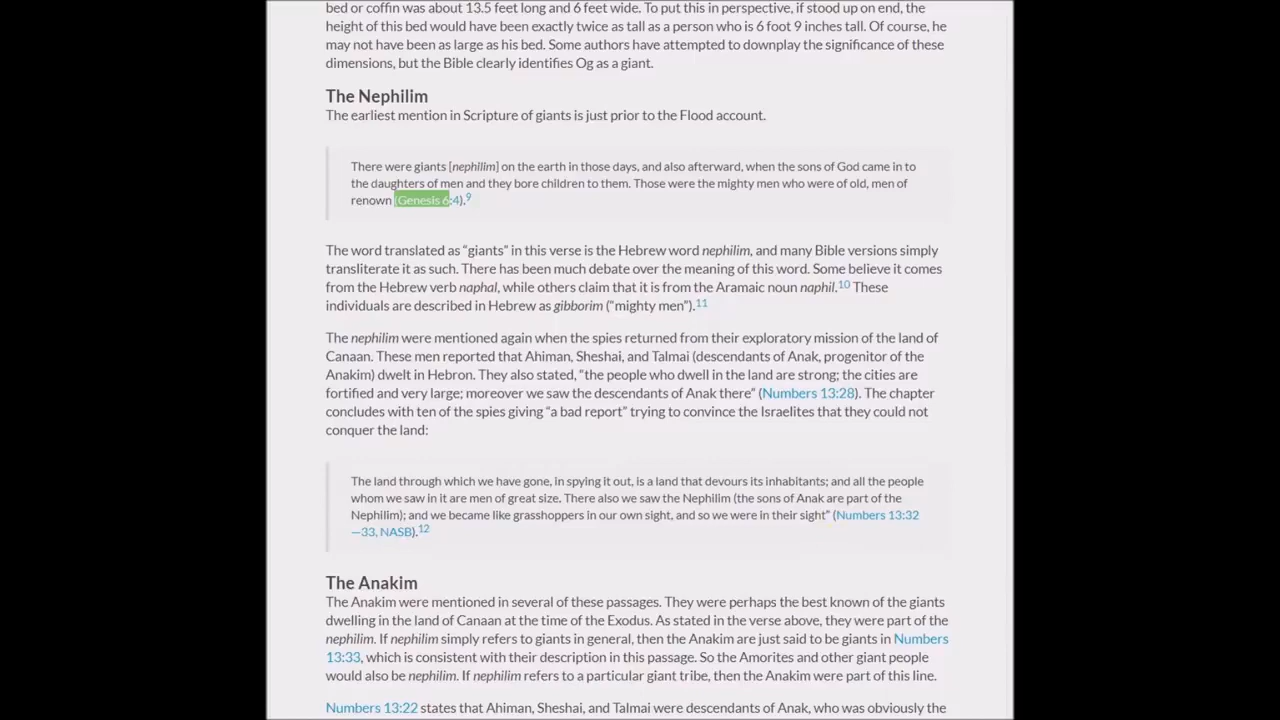 bed or coffin was about 13.5 feet long and 6 feet wide. To put this in perspective, if stood up on end, the
height of this bed would have been exactly twice as tall as a person who is 6 foot 9 inches tall. Of course, he
may not have been as large as his bed. Some authors have attempted to downplay the significance of these
dimensions, but the Bible clearly identifies Og as a giant.
The Nephilim
The earliest mention in Scripture of giants is just prior to the Flood account.
There were giants [nephilim] on the earth in those days, and also afterward, when the sons of God came in to
the daughters of men and they bore children to them. Those were the mighty men who were of old, men of
renown (Genesis 6:4).9
The word translated as “giants” in this verse is the Hebrew word nephilim, and many Bible versions simply
transliterate it as such. There has been much debate over the meaning of this word. Some believe it comes
from the Hebrew verb naphal, while others claim that it is from the Aramaic noun naphil.10 These
individuals are described in Hebrew as gibborim (“mighty men”).11
The nephilim were mentioned again when the spies returned from their exploratory mission of the land of
Canaan. These men reported that Ahiman, Sheshai, and Talmai (descendants of Anak, progenitor of the
Anakim) dwelt in Hebron. They also stated, “the people who dwell in the land are strong; the cities are
fortified and very large; moreover we saw the descendants of Anak there” (Numbers 13:28). The chapter
concludes with ten of the spies giving “a bad report” trying to convince the Israelites that they could not
conquer the land:
The land through which we have gone, in spying it out, is a land that devours its inhabitants; and all the people
whom we saw in it are men of great size. There also we saw the Nephilim (the sons of Anak are part of the
Nephilim); and we became like grasshoppers in our own sight, and so we were in their sight” (Numbers 13:32
—33, NASB).12
The Anakim
The Anakim were mentioned in several of these passages. They were perhaps the best known of the giants
dwelling in the land of Canaan at the time of the Exodus. As stated in the verse above, they were part of the
nephilim. If nephilim simply refers to giants in general, then the Anakim are just said to be giants in Numbers
13:33, which is consistent with their description in this passage. So the Amorites and other giant people
would also be nephilim. If nephilim refers to a particular giant tribe, then the Anakim were part of this line.
Numbers 13:22 states that Ahiman, Sheshai, and Talmai were descendants of Anak, who was obviously the